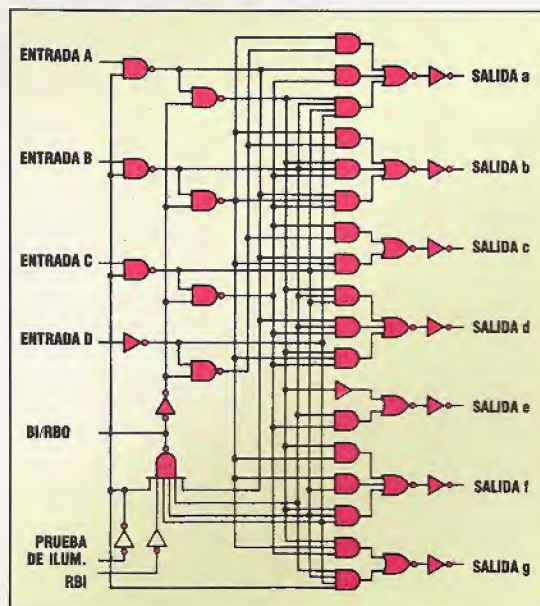 ENTRADA A
SALIDA a
ENTRADA B
SALIDA b
SALIDA c
ENTRADA C
SALIDA d
ENTRADA D
SALIDA e
BI/RBO
SALIDA f
PRUEBA
DE ILUM.
RBI
SALIDA g